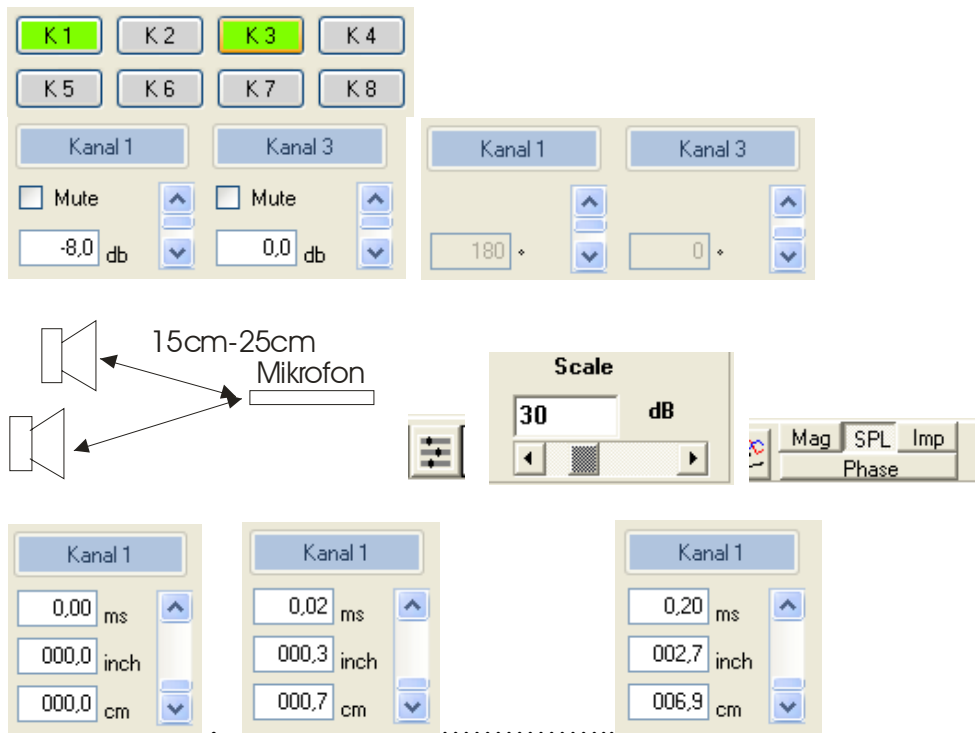 K 1 K 2 K 3 K 4
K 5 K 6 K 7 K 8
Kanal 1 Kanal 3
Mute Mute
-8,0 db 0,0 db
Kanal 1 Kanal 3
180 ° 0 °
15cm-25cm
Mikrofon
Scale
30 dB
Mag SPL Imp
Phase
Kanal 1
0,00 ms
000,0 inch
000,0 cm
Kanal 1
0,02 ms
000,3 inch
000,7 cm
Kanal 1
0,20 ms
002,7 inch
006,9 cm